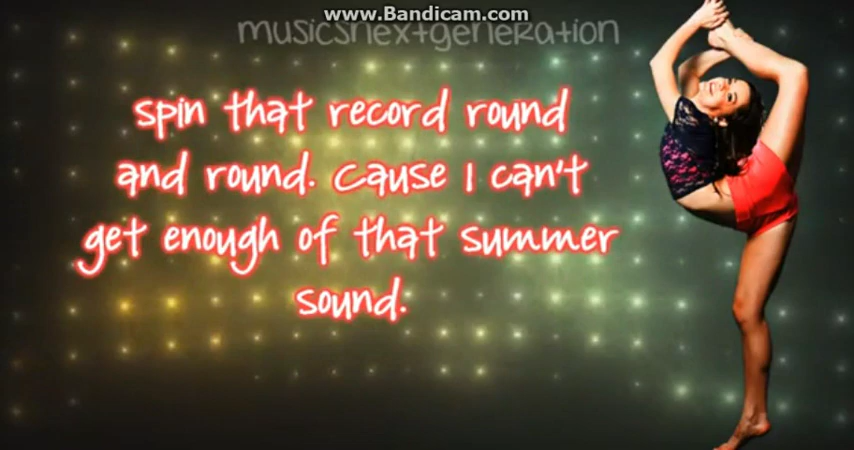 www.Bandicam.com
musicsnextgeneration
spin that record round
and round. Cause I can't
get enough of that summer
sound.